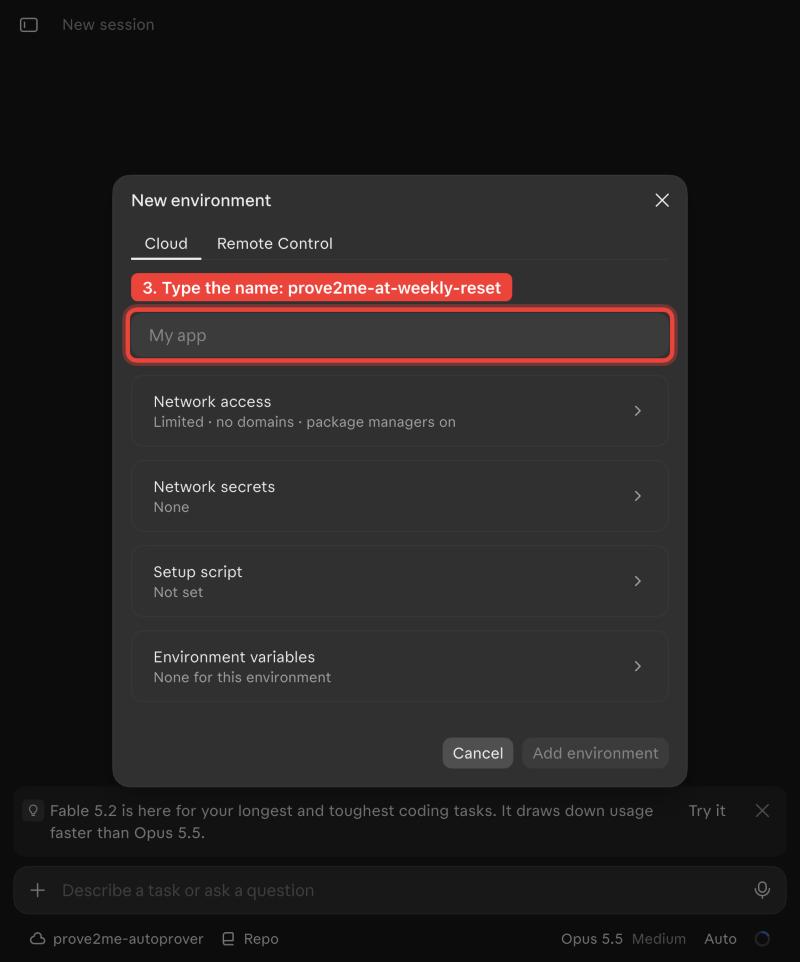 New session
New environment
Cloud Remote Control
3. Type the name: prove2me-at-weekly-reset
My app
Network access
Limited · no domains · package managers on
Network secrets
None
Setup script
Not set
Environment variables
None for this environment
Cancel Add environment
Fable 5.2 is here for your longest and toughest coding tasks. It draws down usage Try it
faster than Opus 5.5.
Describe a task or ask a question
prove2me-autoprover Repo Opus 5.5 Medium Auto